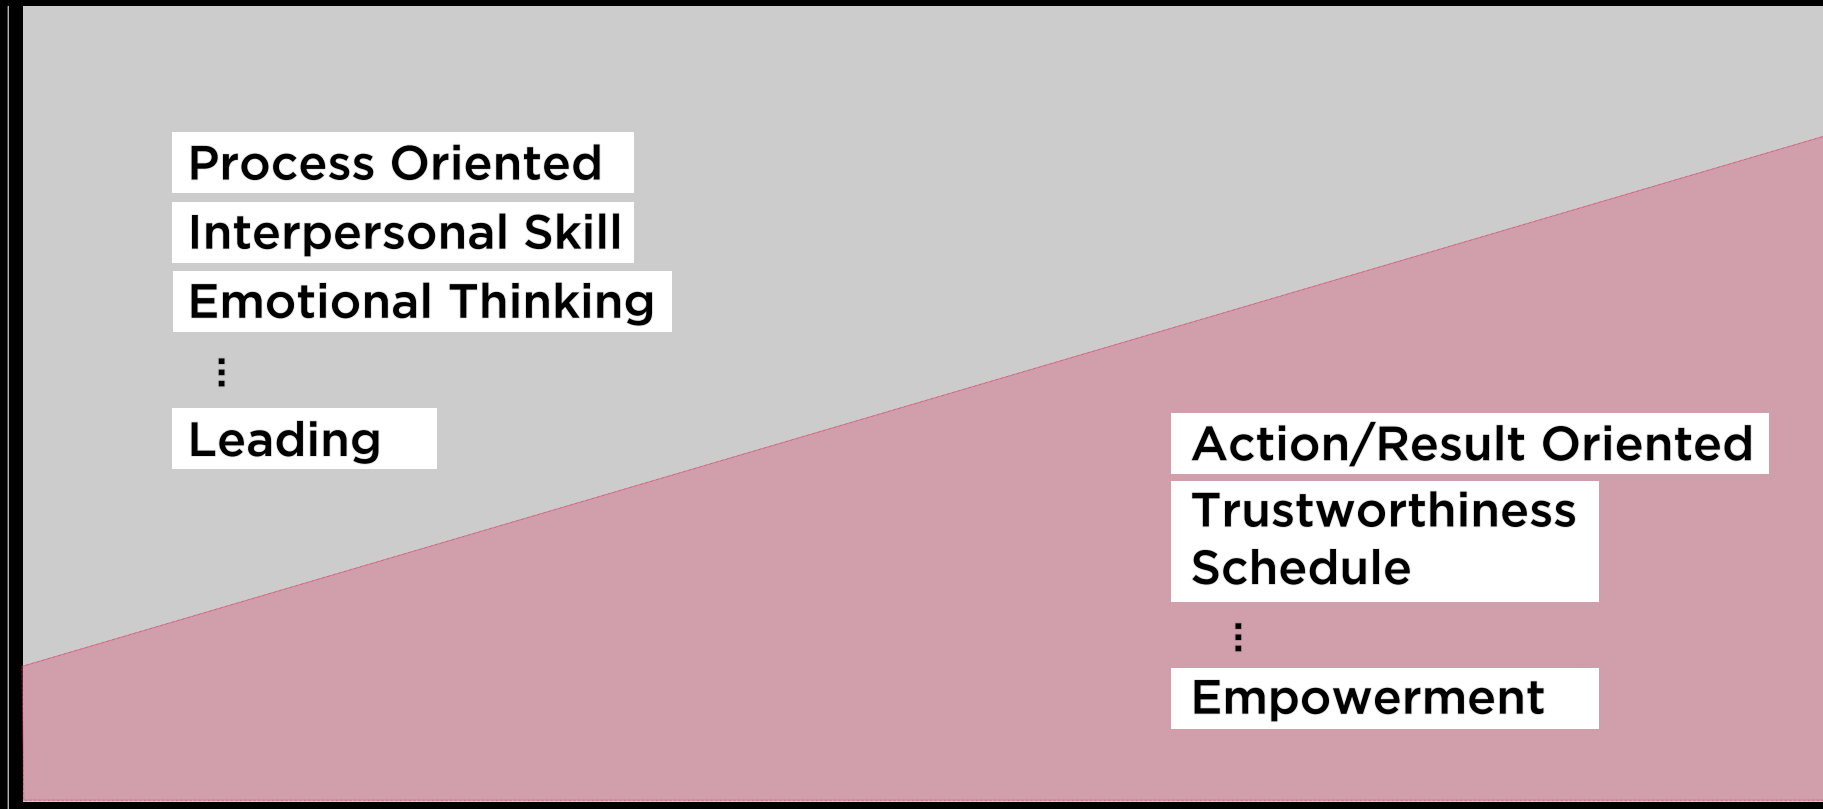 Process Oriented
Interpersonal Skill
Emotional Thinking
⋮
Leading
Action/Result Oriented
Trustworthiness
Schedule
⋮
Empowerment